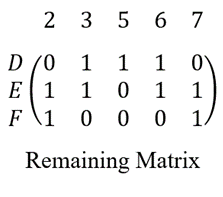 2 3 5 6 7
D 0 1 1 1 0
E 1 1 0 1 1
F 1 0 0 0 1
Remaining Matrix